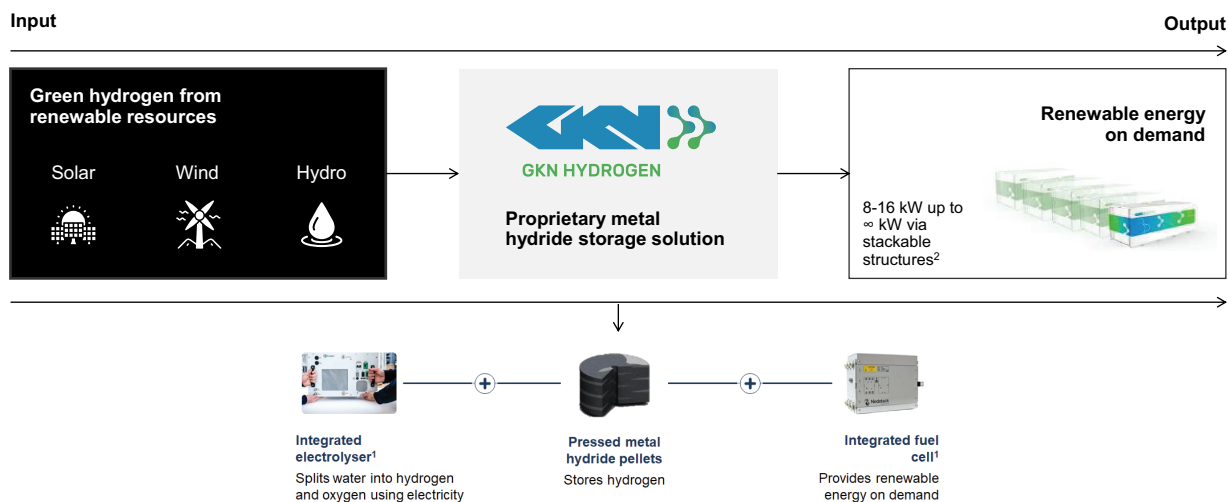 Input
Output
Green hydrogen from
renewable resources
Solar
Wind
Hydro
GKN
GKN HYDROGEN
Proprietary metal
hydride storage solution
Renewable energy
on demand
8-16 kW up to
∞ kW via
stackable
structures²
Integrated
electrolyser¹
Splits water into hydrogen
and oxygen using electricity
Pressed metal
hydride pellets
Stores hydrogen
Integrated fuel
cell¹
Provides renewable
energy on demand